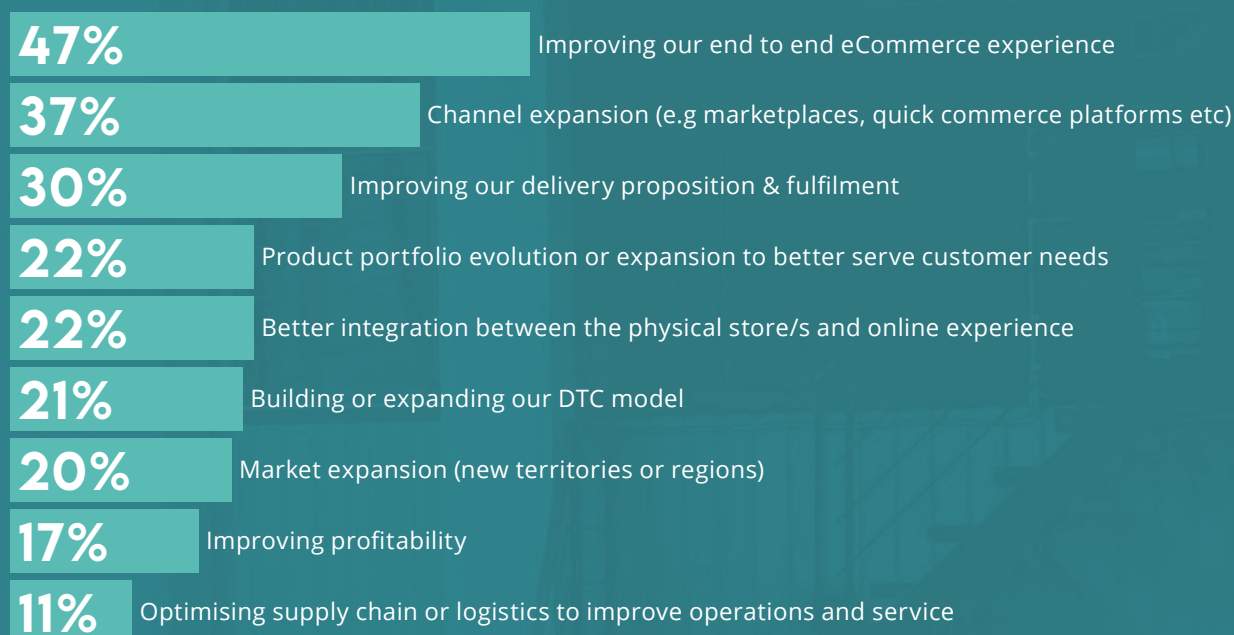 47% Improving our end to end eCommerce experience
37% Channel expansion (e.g marketplaces, quick commerce platforms etc)
30% Improving our delivery proposition & fulfilment
22% Product portfolio evolution or expansion to better serve customer needs
22% Better integration between the physical store/s and online experience
21% Building or expanding our DTC model
20% Market expansion (new territories or regions)
17% Improving profitability
11% Optimising supply chain or logistics to improve operations and service